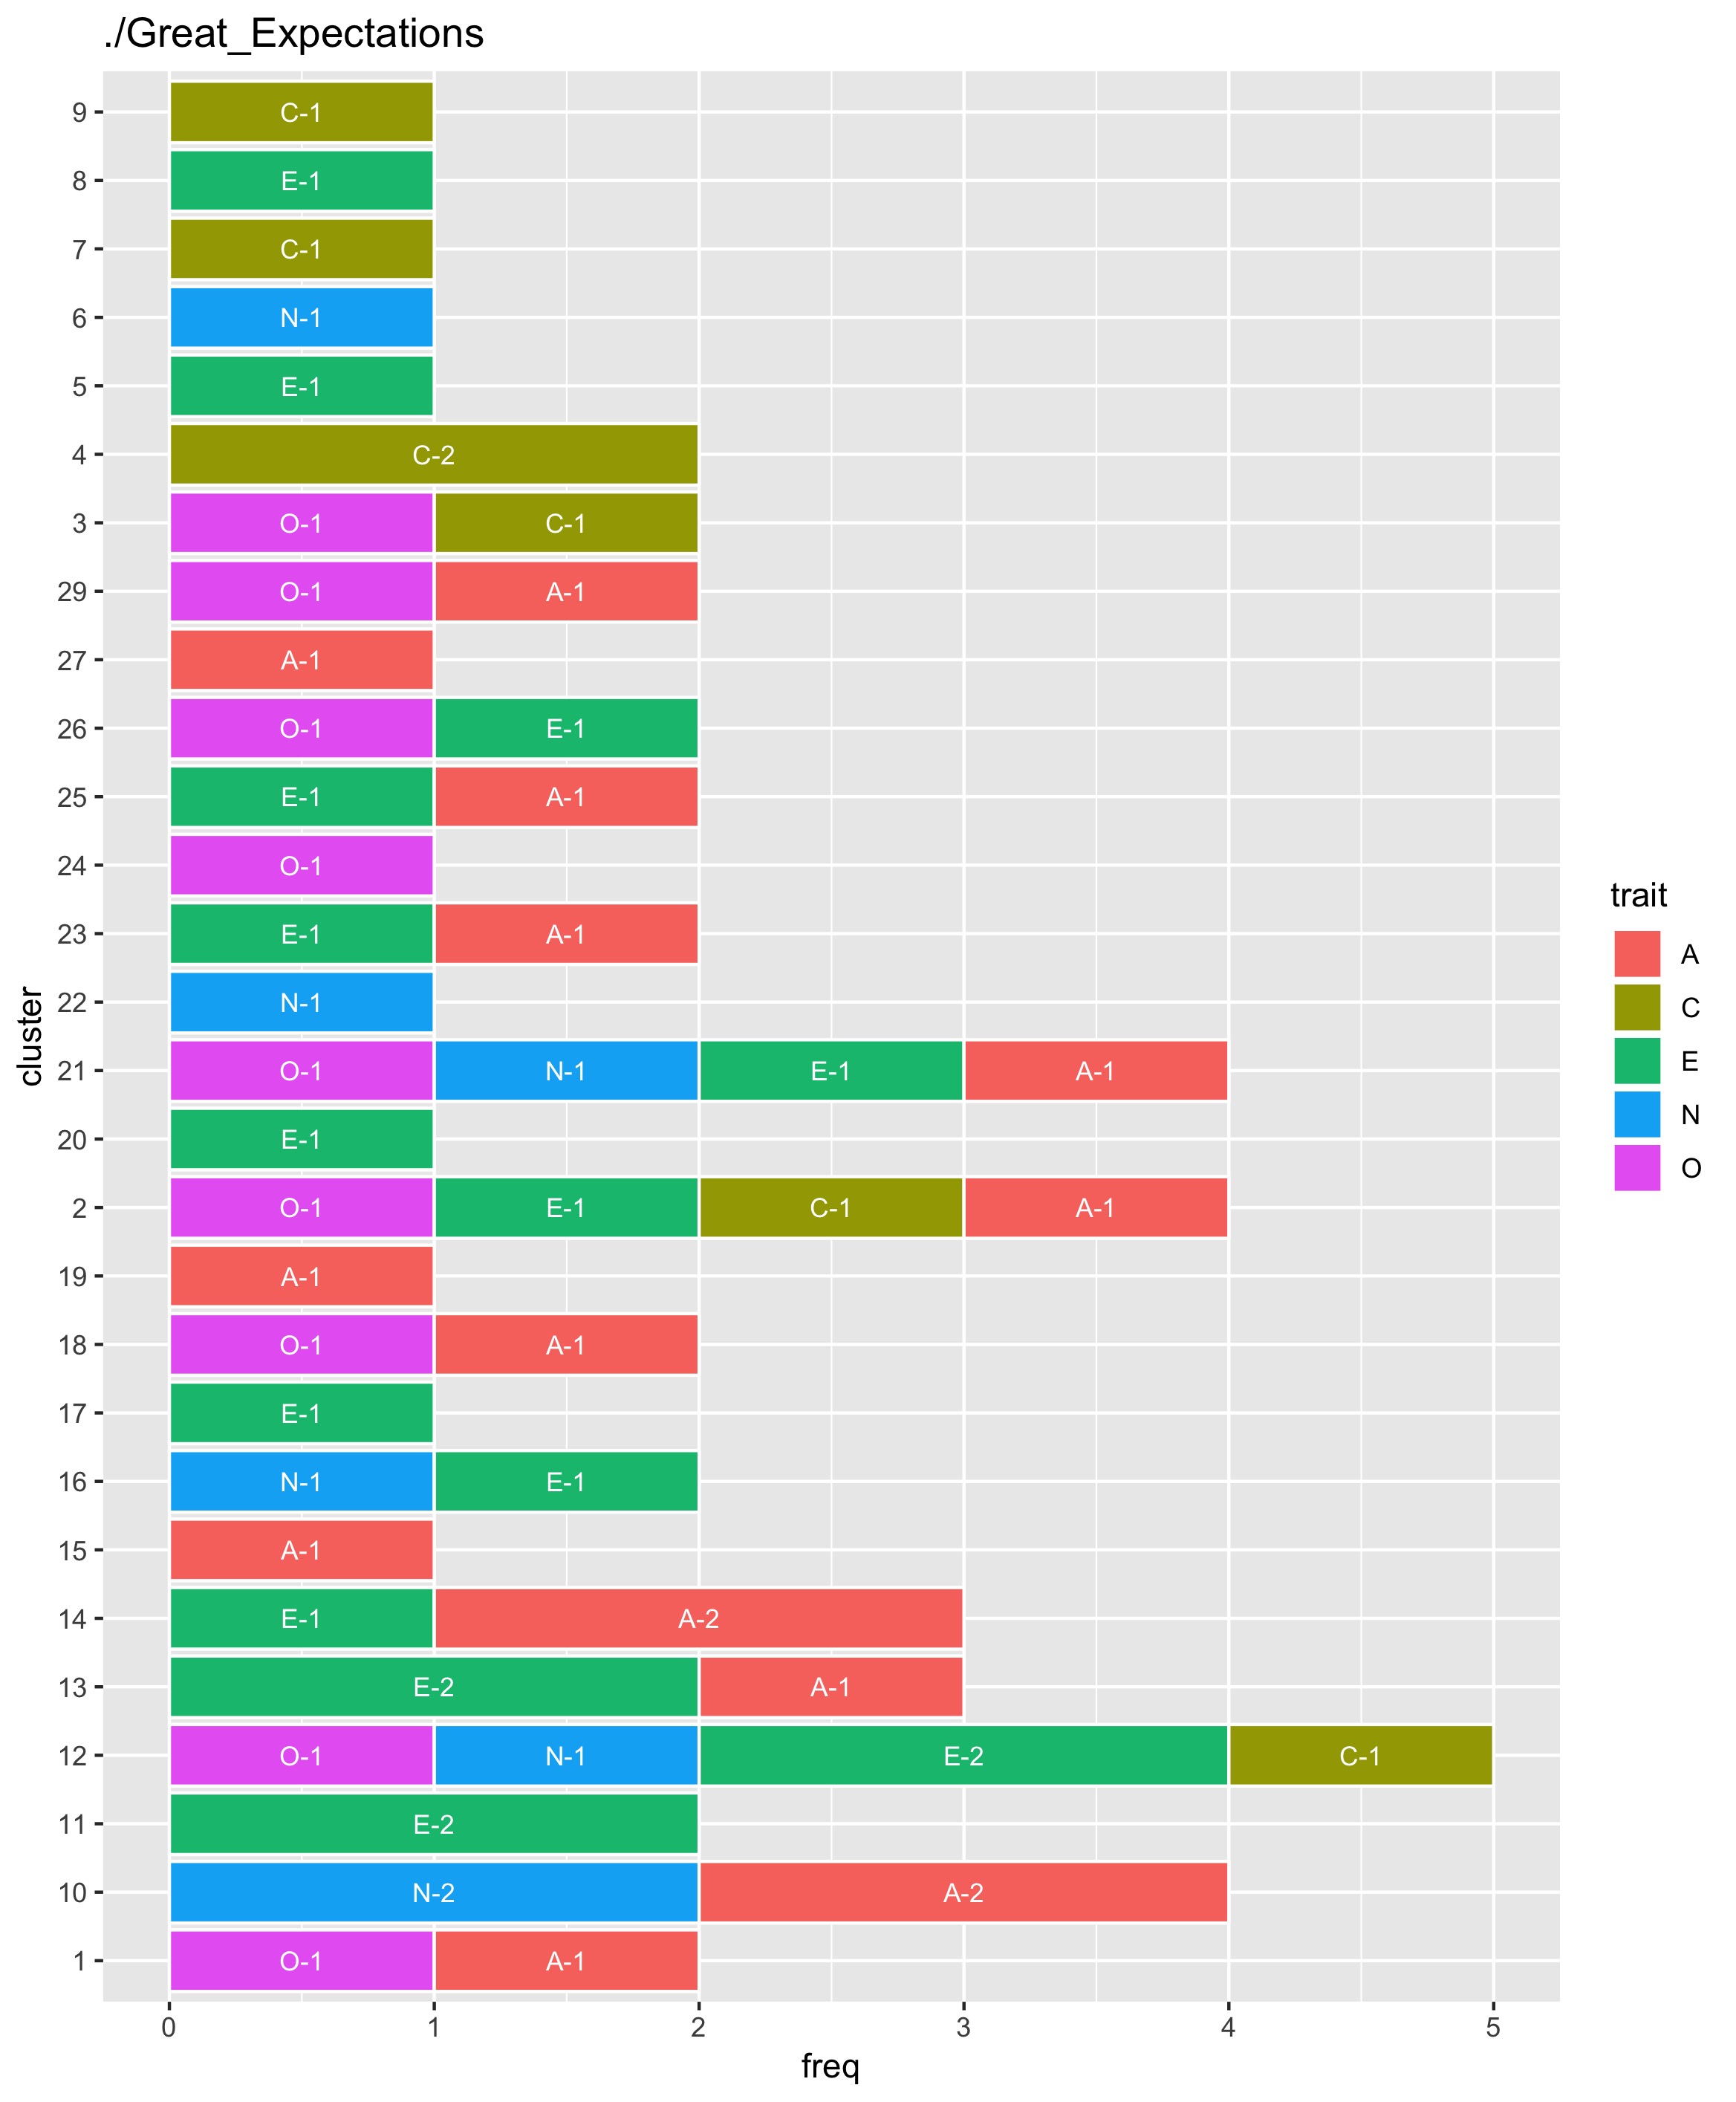 ./Great_Expectations
9 C-1
8 E-1
7 C-1
6 N-1
5 E-1
4 C-2
3 O-1 C-1
29 O-1 A-1
27 A-1
26 O-1 E-1
25 E-1 A-1
24 O-1
23 E-1 A-1
22 N-1
21 O-1 N-1 E-1 A-1
20 E-1
2 O-1 E-1 C-1 A-1
19 A-1
18 O-1 A-1
17 E-1
16 N-1 E-1
15 A-1
14 E-1 A-2
13 E-2 A-1
12 O-1 N-1 E-2 C-1
11 E-2
10 N-2 A-2
1 O-1 A-1
0 1 2 3 4 5
freq
cluster
trait
A
C
E
N
O